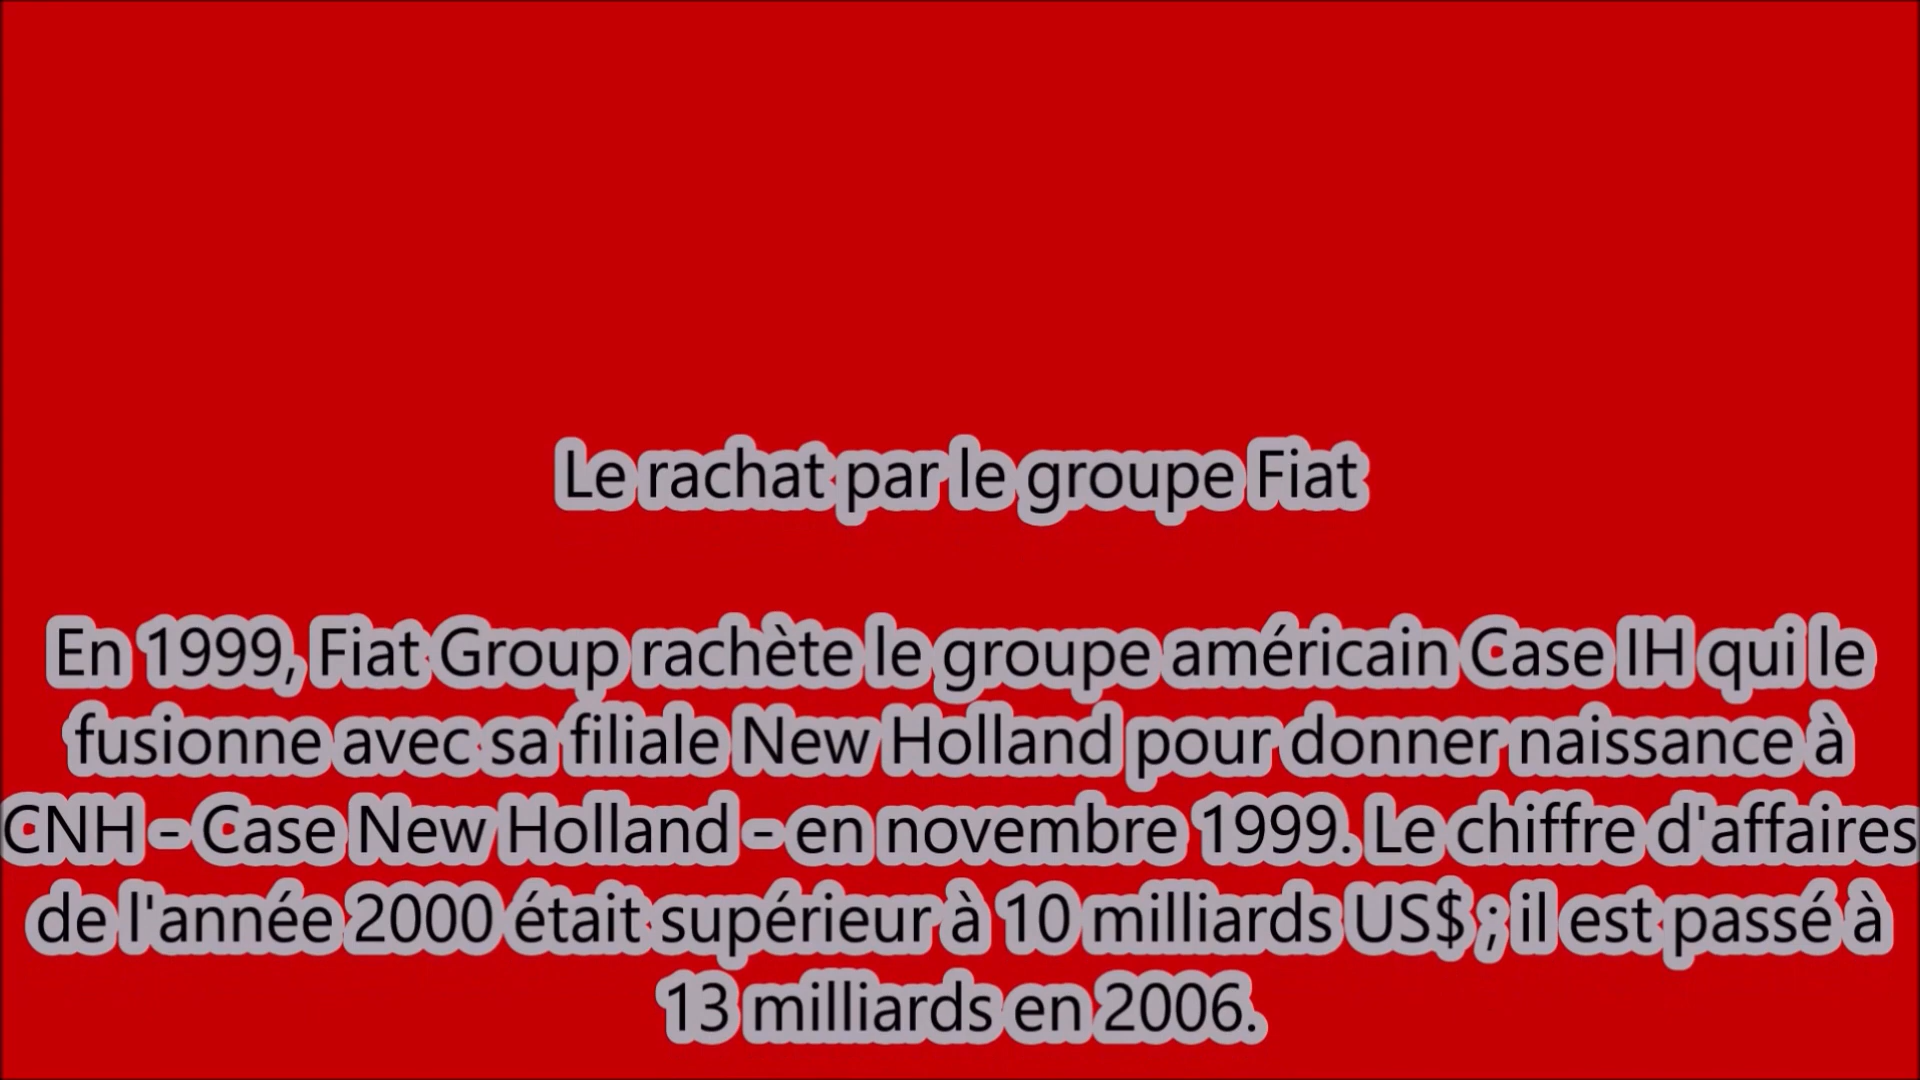 Le rachat par le groupe Fiat
En 1999, Fiat Group rachète le groupe américain Case IH qui le
fusionne avec sa filiale New Holland pour donner naissance à
CNH - Case New Holland - en novembre 1999. Le chiffre d'affaires
de l'année 2000 était supérieur à 10 milliards US$ ; il est passé à
13 milliards en 2006.